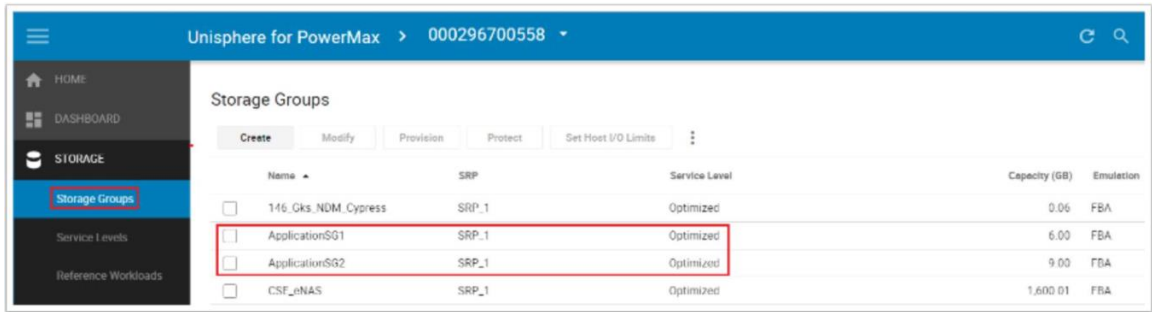 Unisphere for PowerMax > 000296700558
HOME
DASHBOARD
STORAGE
Storage Groups
Service Levels
Reference Workloads
Storage Groups
Create Modify Provision Protect Set Host I/O Limits
Name SRP Service Level Capacity (GB) Emulation
146_Gks_NDM_Cypress SRP_1 Optimized 0.06 FBA
ApplicationSG1 SRP_1 Optimized 6.00 FBA
ApplicationSG2 SRP_1 Optimized 9.00 FBA
CSE_eNAS SRP_1 Optimized 1,600.01 FBA